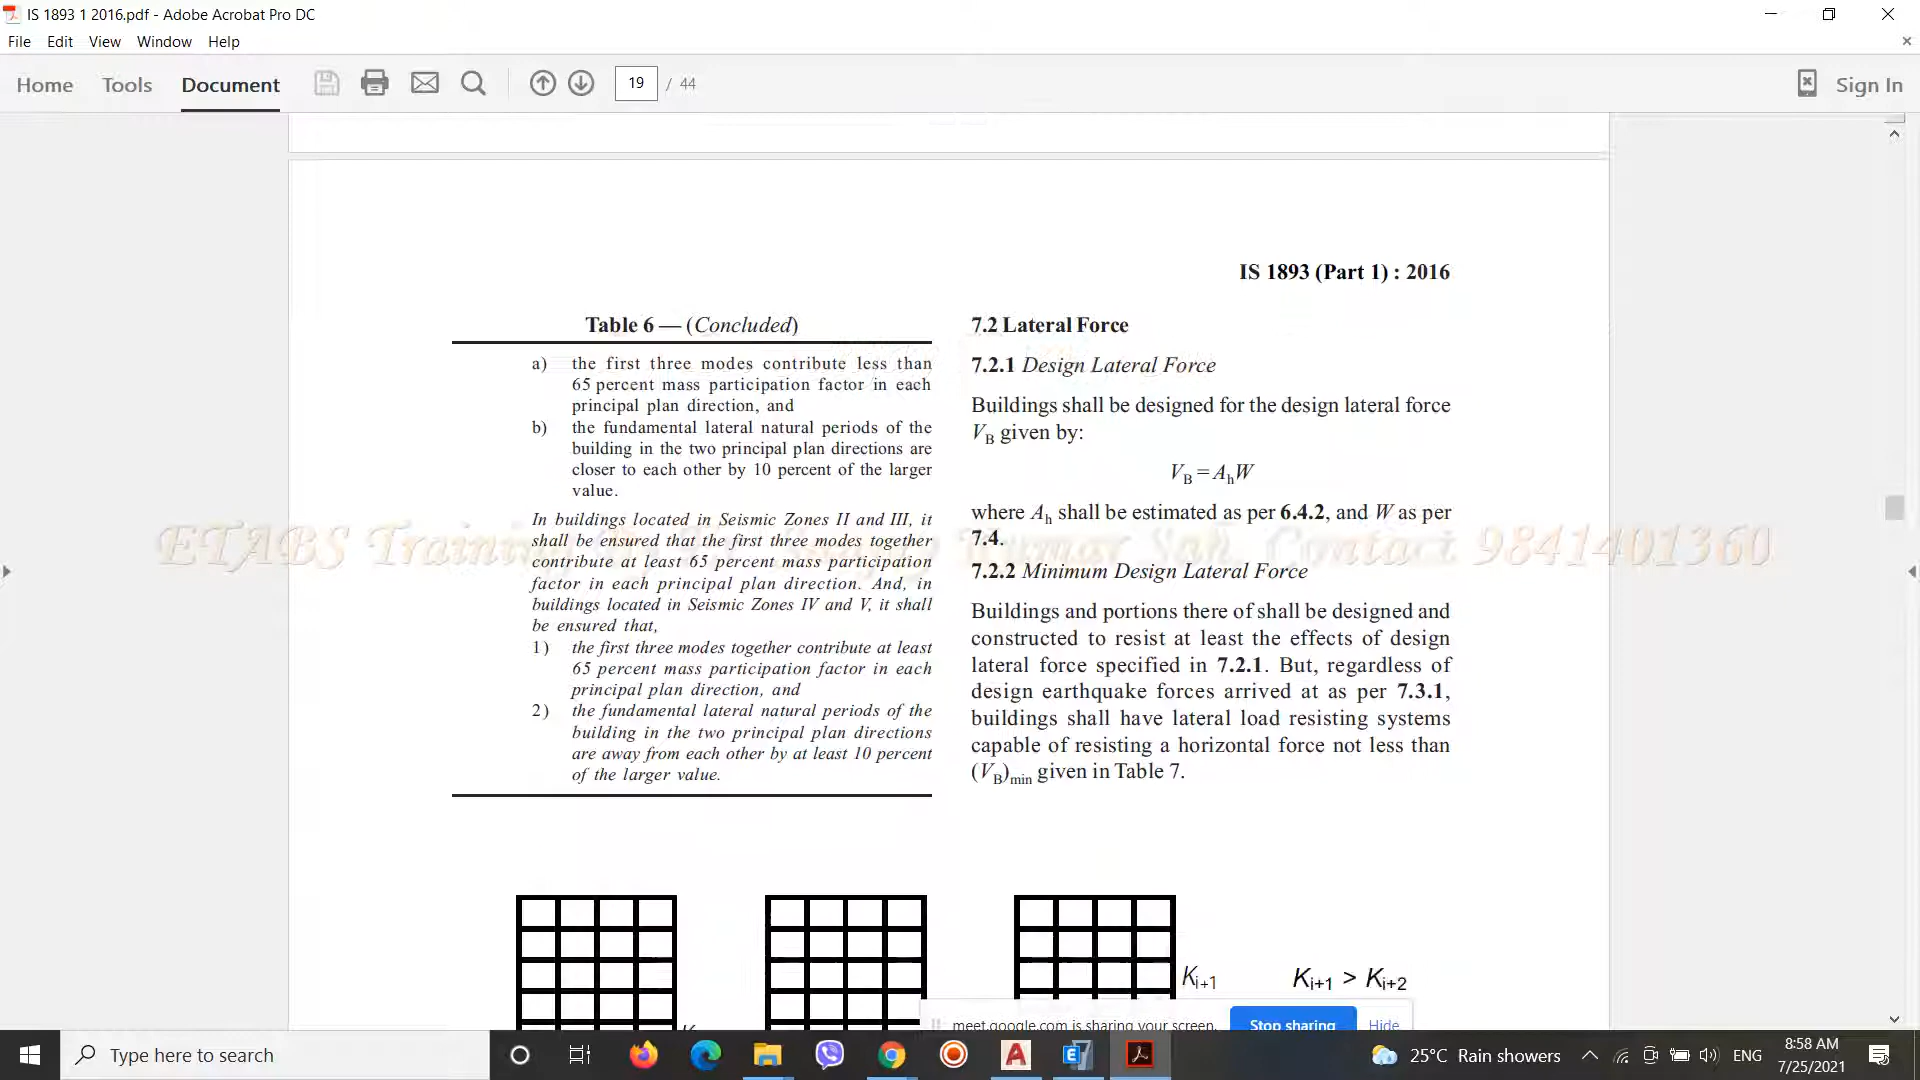 IS 1893 1 2016.pdf - Adobe Acrobat Pro DC
File Edit View Window Help
Home Tools Document 19 / 44 Sign In
IS 1893 (Part 1) : 2016
Table 6 — (Concluded)
a) the first three modes contribute less than
65 percent mass participation factor in each
principal plan direction, and
b) the fundamental lateral natural periods of the
building in the two principal plan directions are
closer to each other by 10 percent of the larger
value.
In buildings located in Seismic Zones II and III, it
shall be ensured that the first three modes together
contribute at least 65 percent mass participation
factor in each principal plan direction. And, in
buildings located in Seismic Zones IV and V, it shall
be ensured that,
1) the first three modes together contribute at least
65 percent mass participation factor in each
principal plan direction, and
2) the fundamental lateral natural periods of the
building in the two principal plan directions
are away from each other by at least 10 percent
of the larger value.
7.2 Lateral Force
7.2.1 Design Lateral Force
Buildings shall be designed for the design lateral force
VB given by:
VB = AhW
where Ah shall be estimated as per 6.4.2, and W as per
7.4.
7.2.2 Minimum Design Lateral Force
Buildings and portions there of shall be designed and
constructed to resist at least the effects of design
lateral force specified in 7.2.1. But, regardless of
design earthquake forces arrived at as per 7.3.1,
buildings shall have lateral load resisting systems
capable of resisting a horizontal force not less than
(VB)min given in Table 7.
ETABS Training Kumar Sah, Contact 9841401360
Ki+1 Ki+1 > Ki+2
meet.google.com is sharing your screen. Stop sharing Hide
Type here to search
25°C Rain showers ENG 8:58 AM
7/25/2021